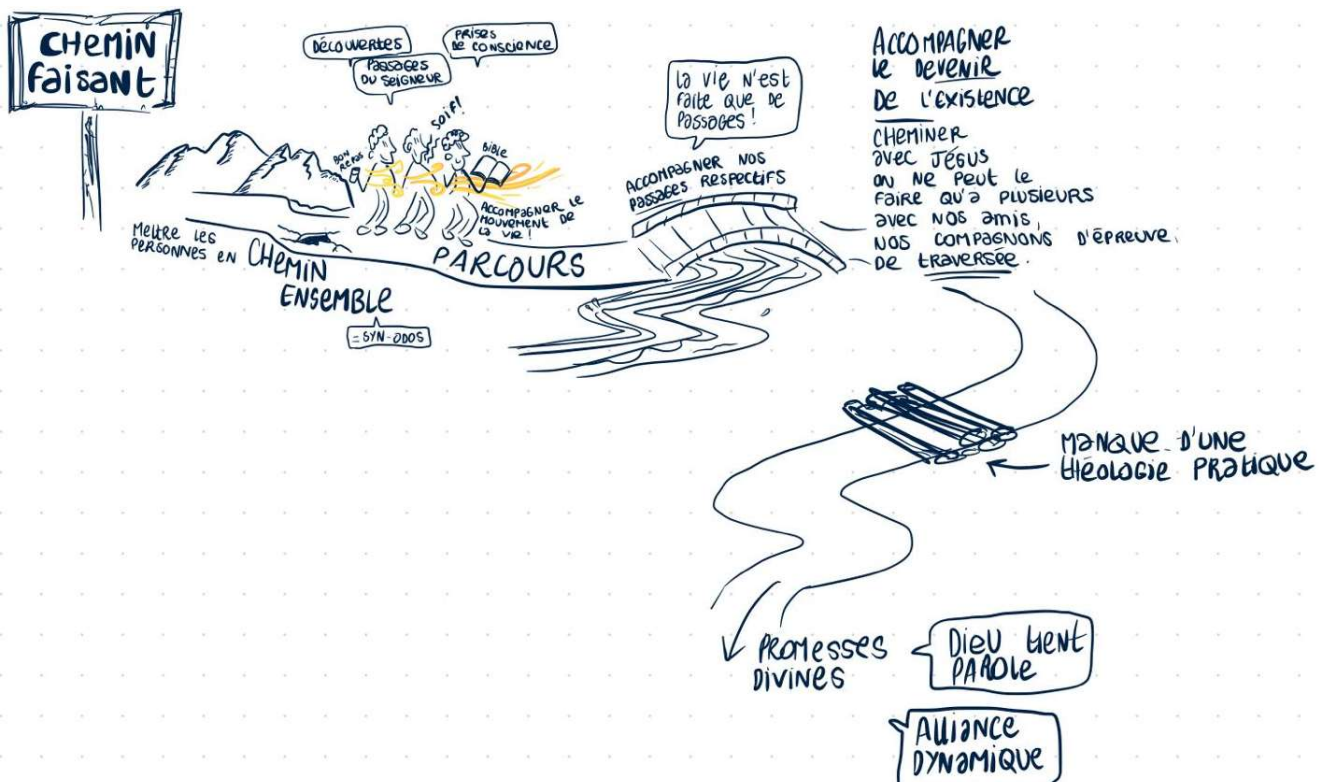 CHEMIN
FAISANT
DÉCOUVERTES
PASSAGES
DU SEIGNEUR
PRISES
DE CONSCIENCE
SOIF!
BON
REPOS
BIBLE
ACCOMPAGNER LE
MOUVEMENT DE
LA VIE!
METTRE LES
PERSONNES EN CHEMIN
ENSEMBLE
= SYN-ODOS
PARCOURS
LA VIE N'EST
FAITE QUE DE
PASSAGES!
ACCOMPAGNER NOS
PASSAGES RESPECTIFS
ACCOMPAGNER
LE DEVENIR
DE L'EXISTENCE
CHEMINER
AVEC JÉSUS
ON NE PEUT LE
FAIRE QU'À PLUSIEURS
AVEC NOS AMIS,
NOS COMPAGNONS D'ÉPREUVE,
DE TRAVERSÉE.
MANQUE D'UNE
THÉOLOGIE PRATIQUE
PROMESSES
DIVINES
DIEU TIENT
PAROLE
ALLIANCE
DYNAMIQUE